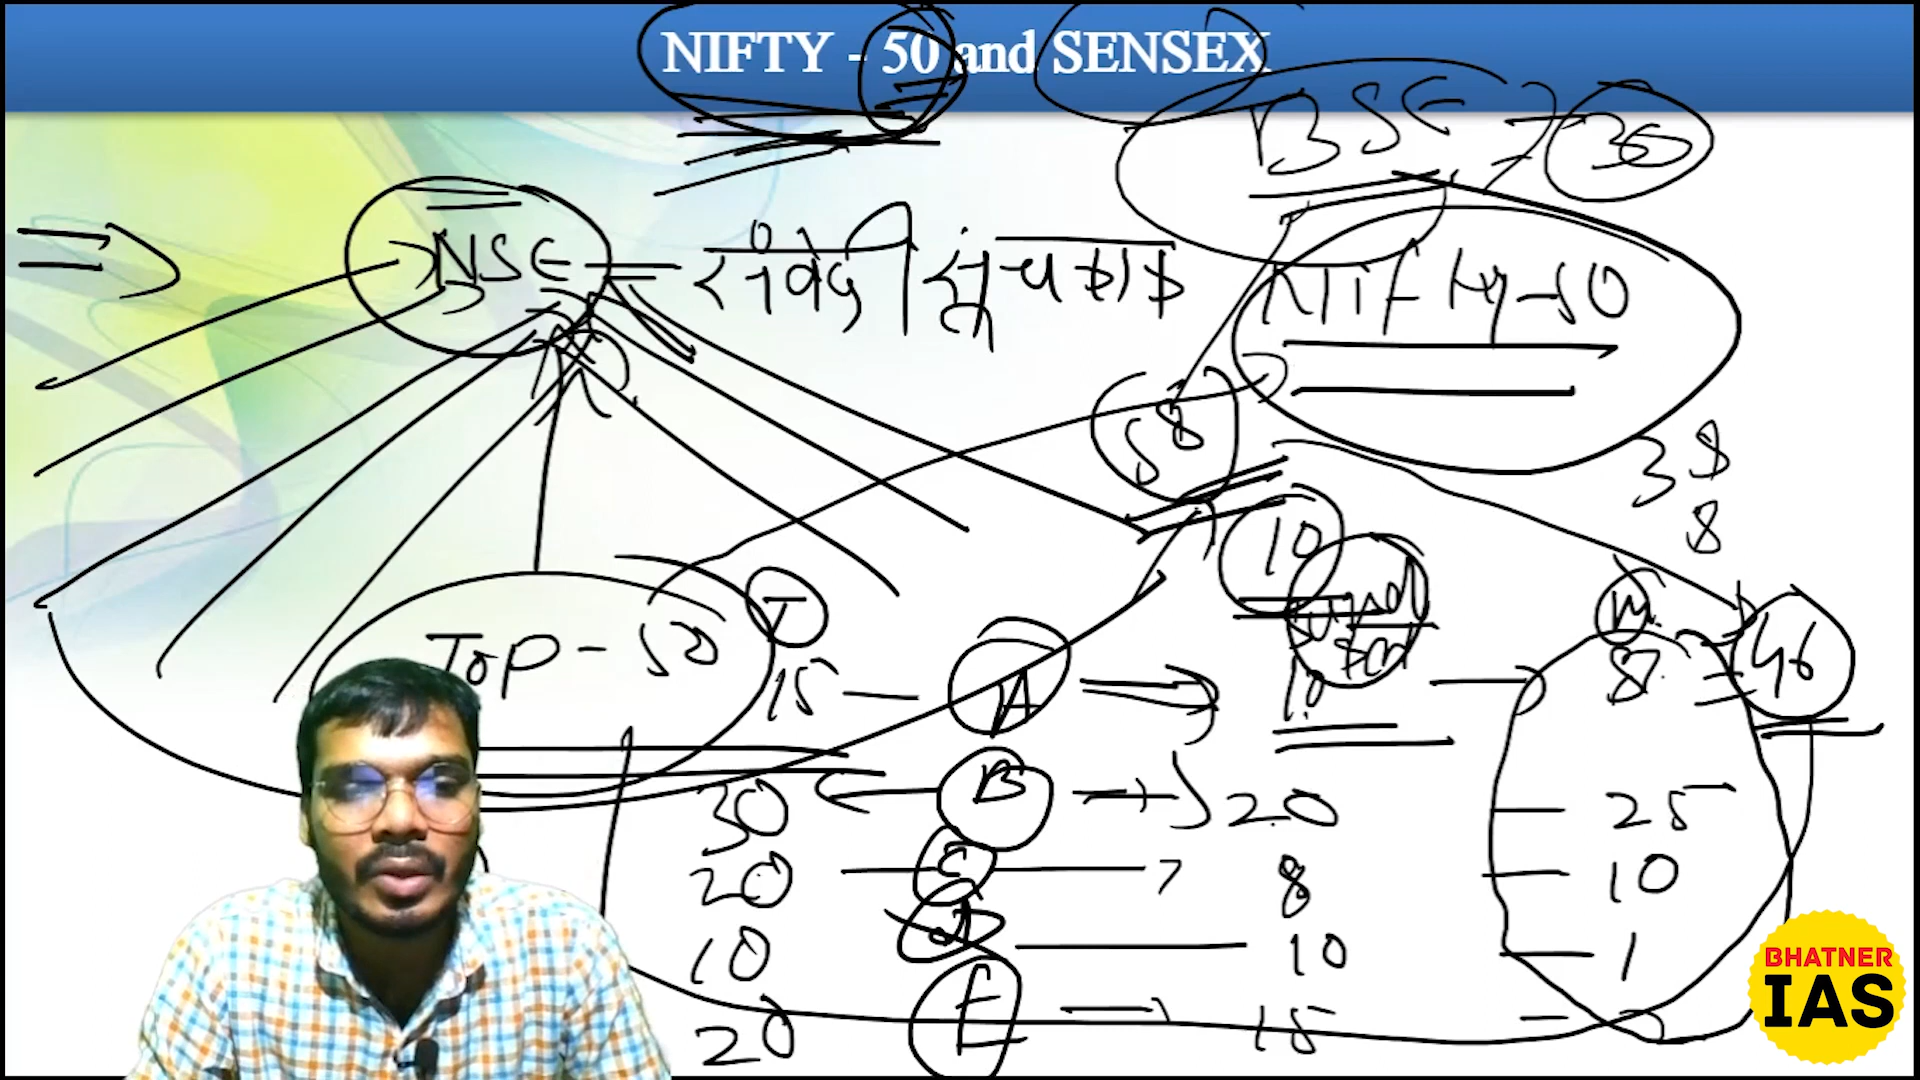 NIFTY - 50 and SENSEX
BSE = 30
NSE = संवेदी सूचकांक
Nifty-50
58
38
8
10
Top - 50
T
M
46
15 A 10 8
30 B 20 25
20 C 8 10
10 10 1
20 E 15
BHATNER
IAS